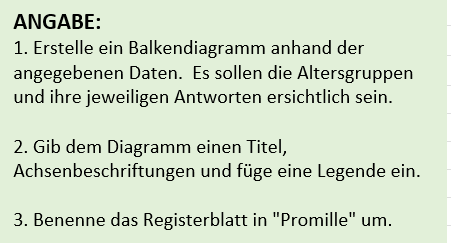 ANGABE:
1. Erstelle ein Balkendiagramm anhand der
angegebenen Daten.  Es sollen die Altersgruppen
und ihre jeweiligen Antworten ersichtlich sein.
2. Gib dem Diagramm einen Titel,
Achsenbeschriftungen und füge eine Legende ein.
3. Benenne das Registerblatt in "Promille" um.